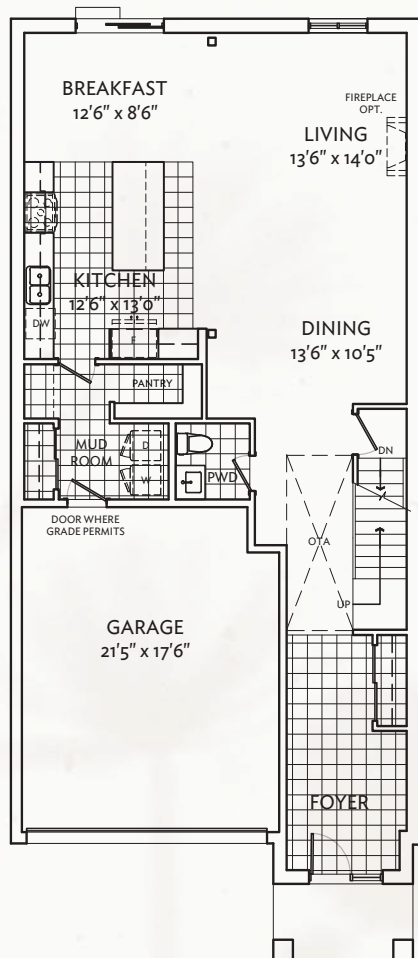 BREAKFAST
12'6" x 8'6"
FIREPLACE
OPT.
LIVING
13'6" x 14'0"
KITCHEN
12'6" x 13'0"
DW
F
DINING
13'6" x 10'5"
PANTRY
MUD
ROOM
D
W
PWD
DN
DOOR WHERE
GRADE PERMITS
OTA
UP
GARAGE
21'5" x 17'6"
FOYER